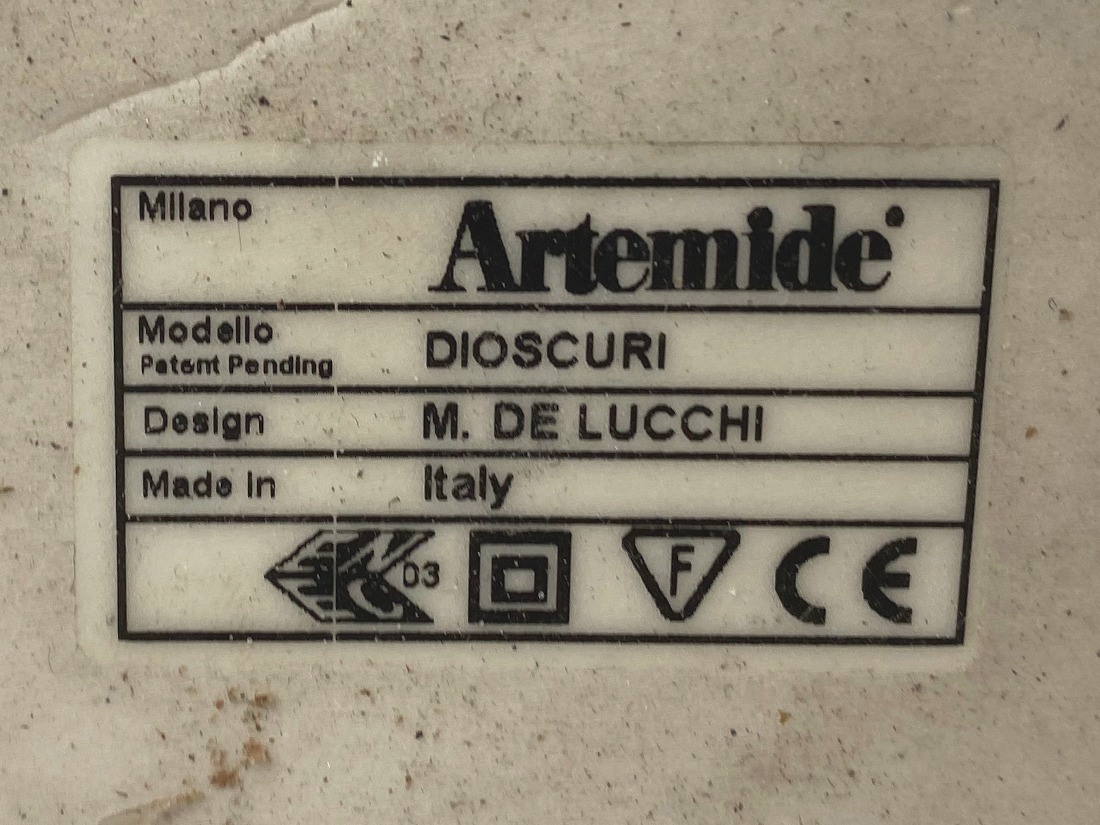 Milano Artemide
Modello DIOSCURI
Patent Pending
Design M. DE LUCCHI
Made in Italy
03 F CE